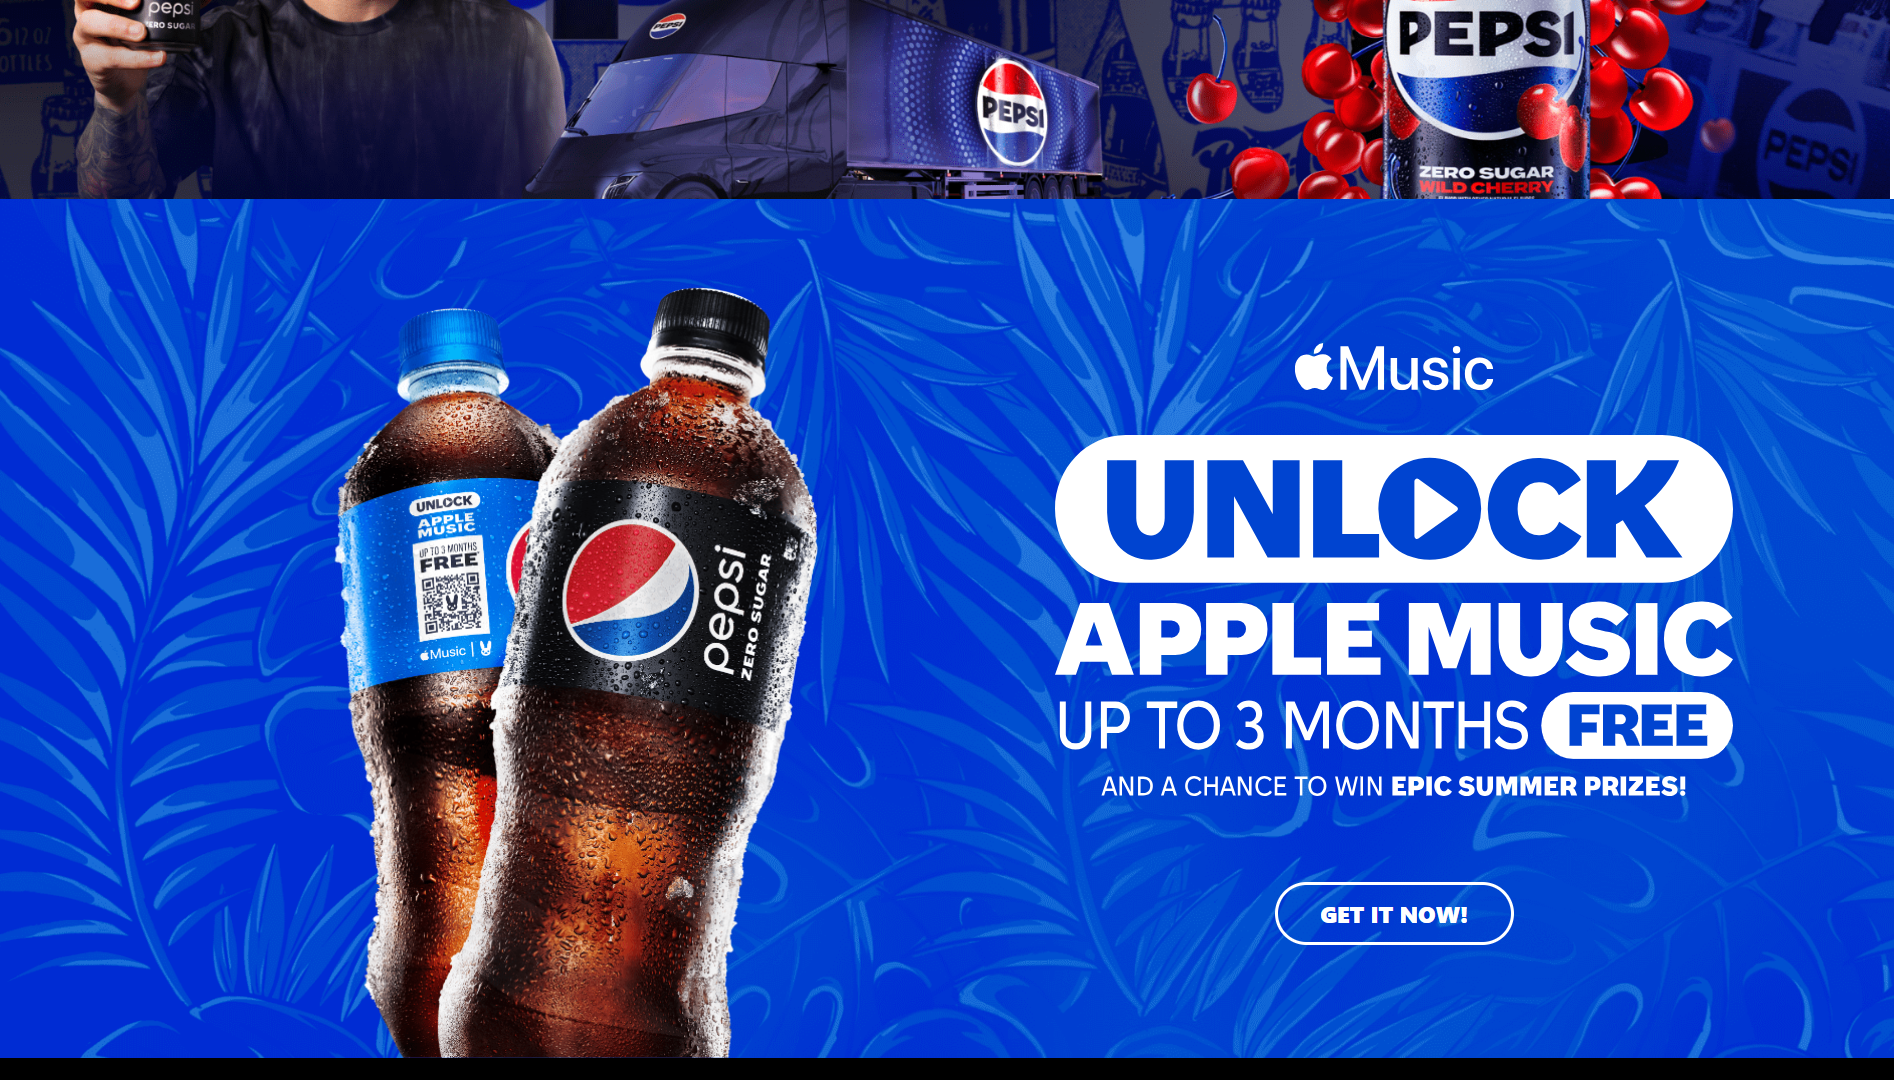 pepsi
ZERO SUGAR
PEPSI
PEPSI
PEPSI
ZERO SUGAR
WILD CHERRY
PEPSI
Music
UNLOCK
APPLE MUSIC
UP TO 3 MONTHS FREE
AND A CHANCE TO WIN EPIC SUMMER PRIZES!
GET IT NOW!
UNLOCK
APPLE
MUSIC
UP TO 3 MONTHS
FREE
Music
pepsi
ZERO SUGAR